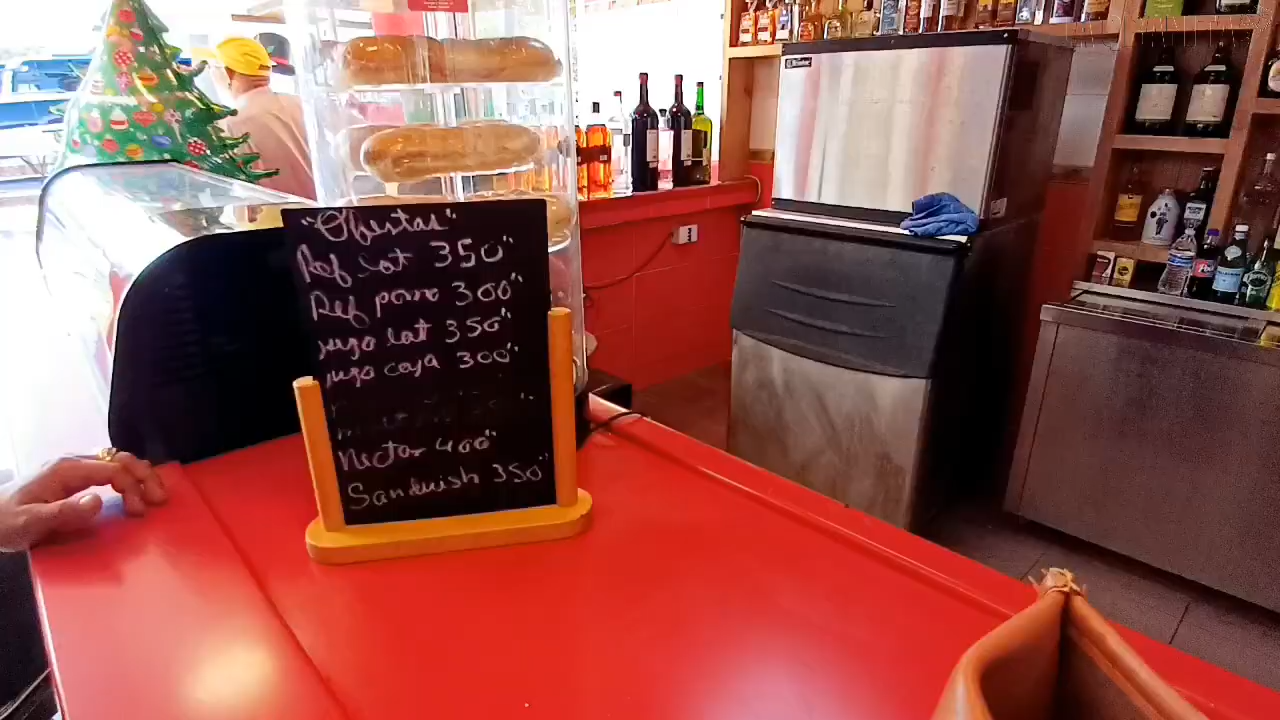 "Ofertas"
Ref Lat 350"
Ref pomo 300"
jugo lat 350"
jugo caja 300"
Nectar 400"
Sandwish 350"